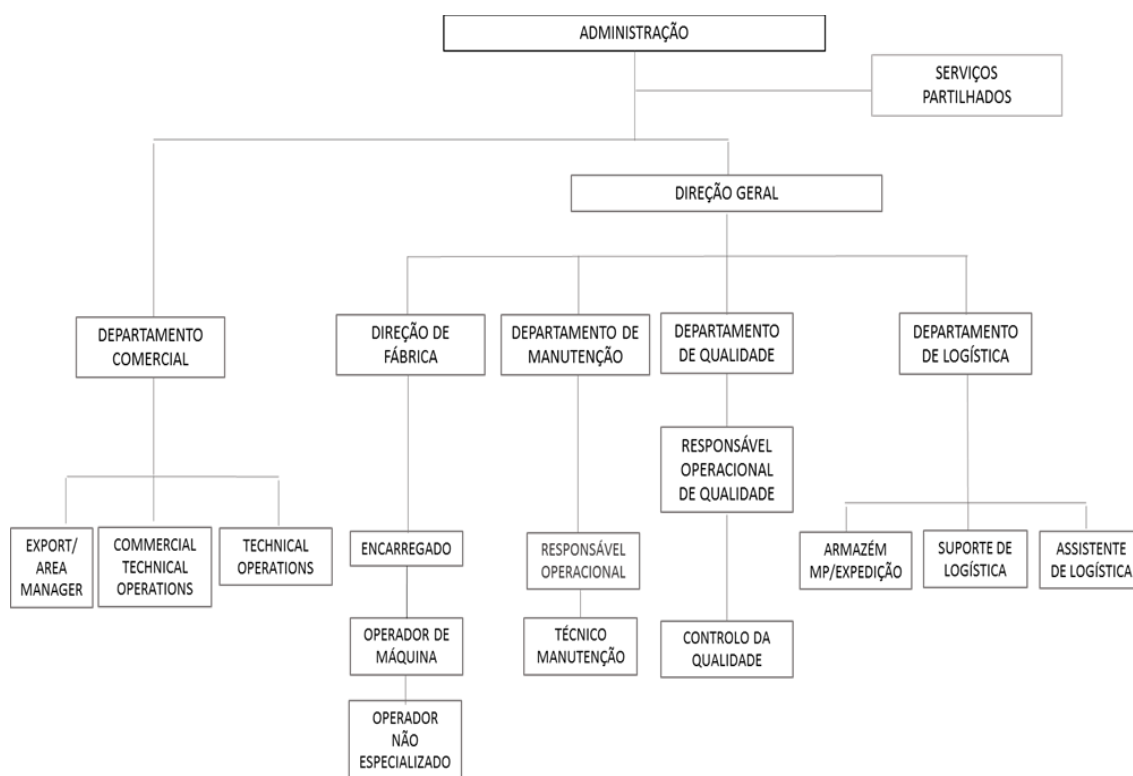 ADMINISTRAÇÃO
SERVIÇOS
PARTILHADOS
DIREÇÃO GERAL
DEPARTAMENTO
COMERCIAL
DIREÇÃO DE
FÁBRICA
DEPARTAMENTO DE
MANUTENÇÃO
DEPARTAMENTO
DE QUALIDADE
DEPARTAMENTO
DE LOGÍSTICA
RESPONSÁVEL
OPERACIONAL
DE QUALIDADE
EXPORT/
AREA
MANAGER
COMMERCIAL
TECHNICAL
OPERATIONS
TECHNICAL
OPERATIONS
ENCARREGADO
RESPONSÁVEL
OPERACIONAL
ARMAZÉM
MP/EXPEDIÇÃO
SUPORTE DE
LOGÍSTICA
ASSISTENTE
DE LOGÍSTICA
OPERADOR DE
MÁQUINA
TÉCNICO
MANUTENÇÃO
CONTROLO DA
QUALIDADE
OPERADOR
NÃO
ESPECIALIZADO